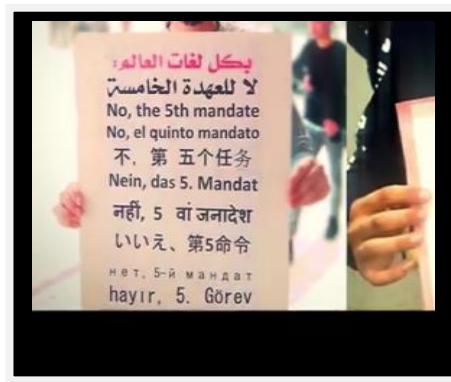 بكل لغات العالم:
لا للعهدة الخامسة
No, the 5th mandate
No, el quinto mandato
不, 第 五个任务
Nein, das 5. Mandat
नहीं, 5 वां जनादेश
いいえ、第5命令
нет, 5-й мандат
hayır, 5. Görev